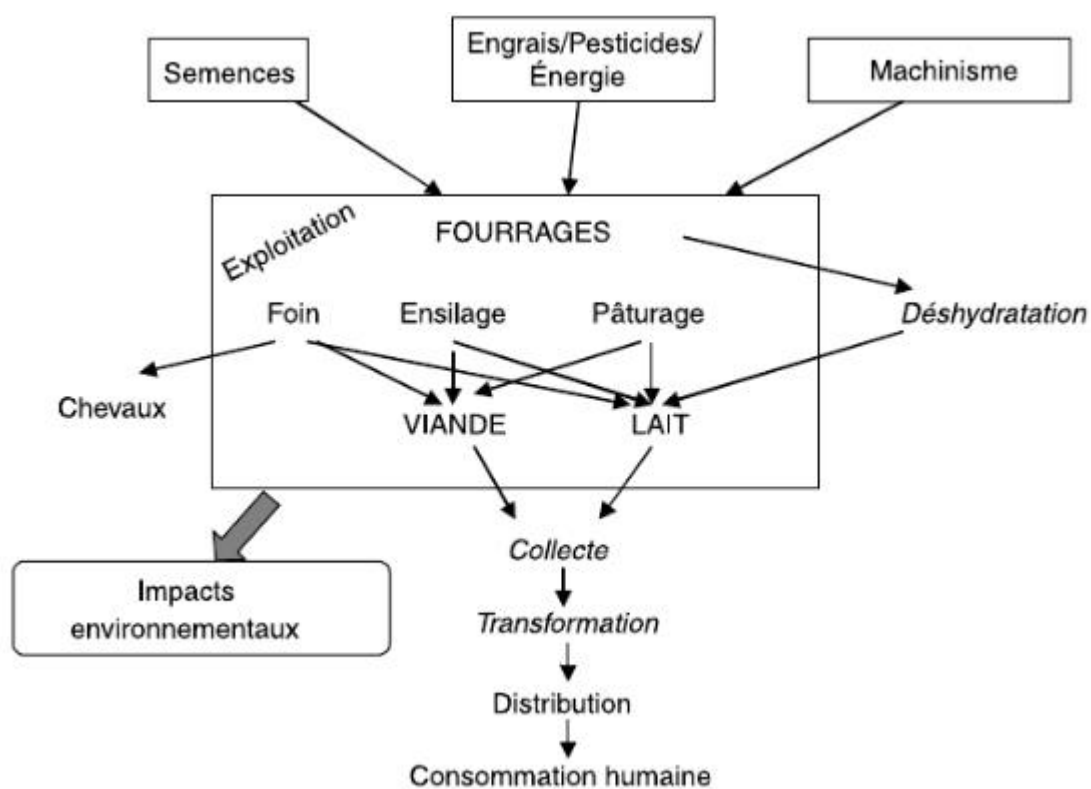 Semences
Engrais/Pesticides/
Énergie
Machinisme
Exploitation
FOURRAGES
Foin
Ensilage
Pâturage
Déshydratation
Chevaux
VIANDE
LAIT
Collecte
Impacts
environnementaux
Transformation
Distribution
Consommation humaine